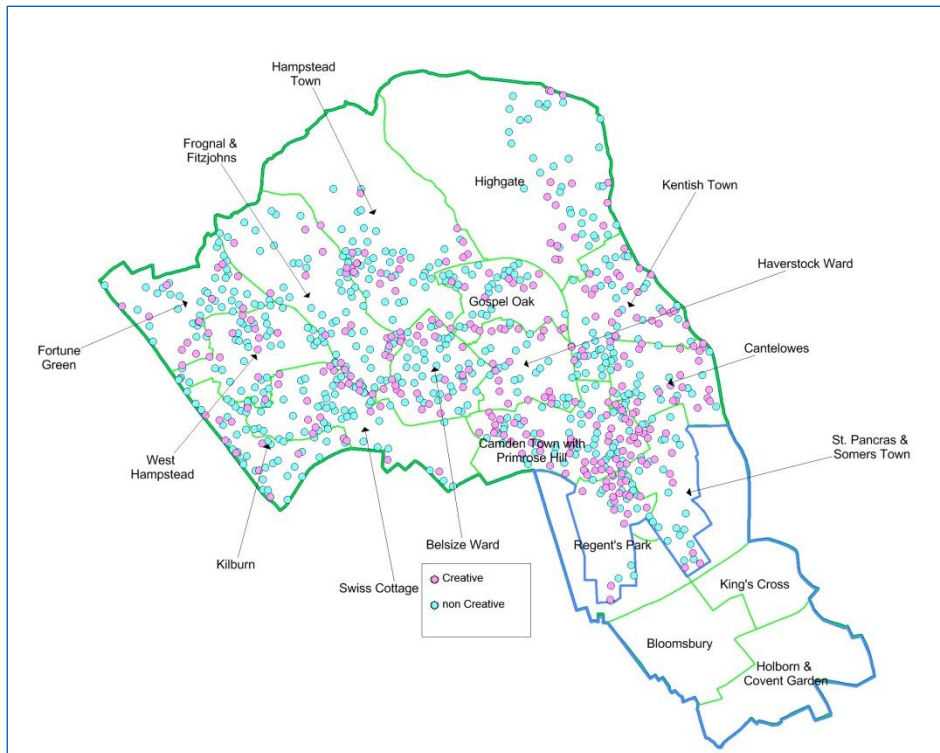 Hampstead
Town
Frognal &
Fitzjohns
Highgate
Kentish Town
Haverstock Ward
Gospel Oak
Fortune
Green
Cantelowes
West
Hampstead
Camden Town with
Primrose Hill
St. Pancras &
Somers Town
Kilburn
Swiss Cottage
Belsize Ward
Regent's Park
Creative
non Creative
King's Cross
Bloomsbury
Holborn &
Covent Garden